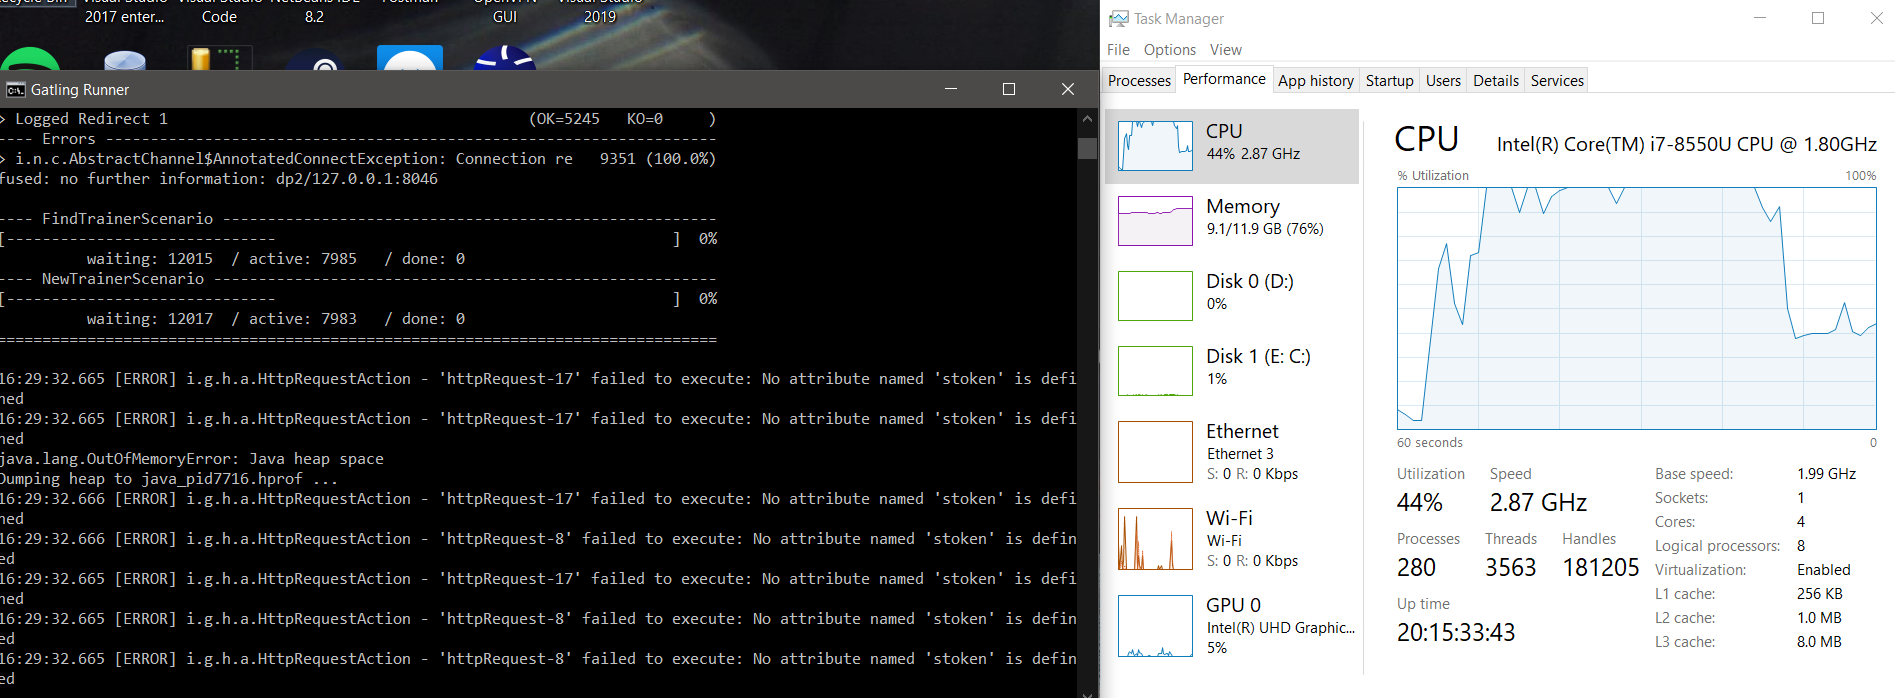 Recycle Bin
Visual Studio
2017 enter...
Visual Studio
Code
NetBeans IDE
8.2
Postman
OpenVPN
GUI
Visual Studio
2019
Gatling Runner
> Logged Redirect 1 (OK=5245 KO=0 )
---- Errors --------------------------------------------------------------------
> i.n.c.AbstractChannel$AnnotatedConnectException: Connection re 9351 (100.0%)
fused: no further information: dp2/127.0.0.1:8046
---- FindTrainerScenario -------------------------------------------------------
[------------------------------ ] 0%
waiting: 12015 / active: 7985 / done: 0
---- NewTrainerScenario --------------------------------------------------------
[------------------------------ ] 0%
waiting: 12017 / active: 7983 / done: 0
================================================================================
16:29:32.665 [ERROR] i.g.h.a.HttpRequestAction - 'httpRequest-17' failed to execute: No attribute named 'stoken' is defi
ned
16:29:32.665 [ERROR] i.g.h.a.HttpRequestAction - 'httpRequest-17' failed to execute: No attribute named 'stoken' is defi
ned
java.lang.OutOfMemoryError: Java heap space
Dumping heap to java_pid7716.hprof ...
16:29:32.666 [ERROR] i.g.h.a.HttpRequestAction - 'httpRequest-17' failed to execute: No attribute named 'stoken' is defi
ned
16:29:32.666 [ERROR] i.g.h.a.HttpRequestAction - 'httpRequest-8' failed to execute: No attribute named 'stoken' is defin
ed
16:29:32.665 [ERROR] i.g.h.a.HttpRequestAction - 'httpRequest-17' failed to execute: No attribute named 'stoken' is defi
ned
16:29:32.665 [ERROR] i.g.h.a.HttpRequestAction - 'httpRequest-8' failed to execute: No attribute named 'stoken' is defin
ed
16:29:32.665 [ERROR] i.g.h.a.HttpRequestAction - 'httpRequest-8' failed to execute: No attribute named 'stoken' is defin
ed
Task Manager
File Options View
Processes Performance App history Startup Users Details Services
CPU
44% 2.87 GHz
Memory
9.1/11.9 GB (76%)
Disk 0 (D:)
0%
Disk 1 (E: C:)
1%
Ethernet
Ethernet 3
S: 0 R: 0 Kbps
Wi-Fi
Wi-Fi
S: 0 R: 0 Kbps
GPU 0
Intel(R) UHD Graphic...
5%
CPU Intel(R) Core(TM) i7-8550U CPU @ 1.80GHz
% Utilization 100%
60 seconds 0
Utilization Speed
44% 2.87 GHz
Processes Threads Handles
280 3563 181205
Up time
20:15:33:43
Base speed: 1.99 GHz
Sockets: 1
Cores: 4
Logical processors: 8
Virtualization: Enabled
L1 cache: 256 KB
L2 cache: 1.0 MB
L3 cache: 8.0 MB